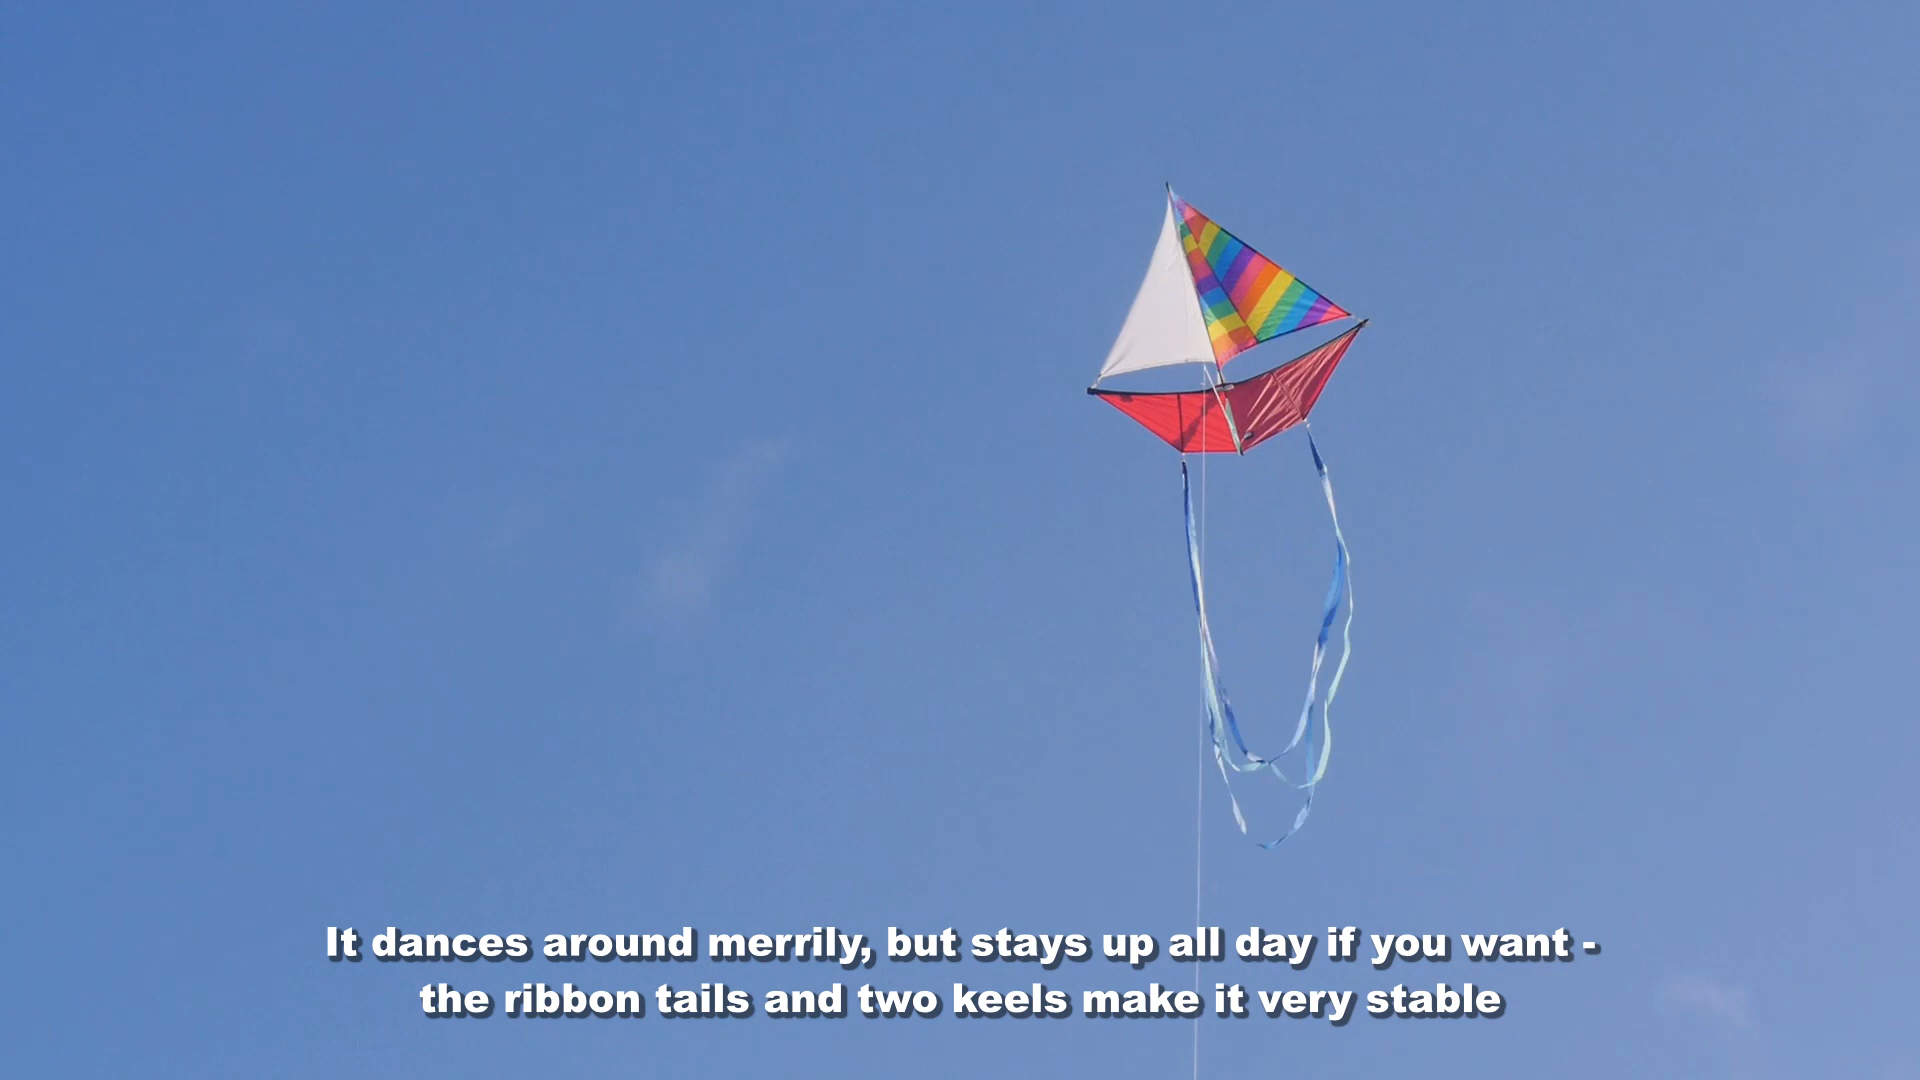 It dances around merrily, but stays up all day if you want -
the ribbon tails and two keels make it very stable